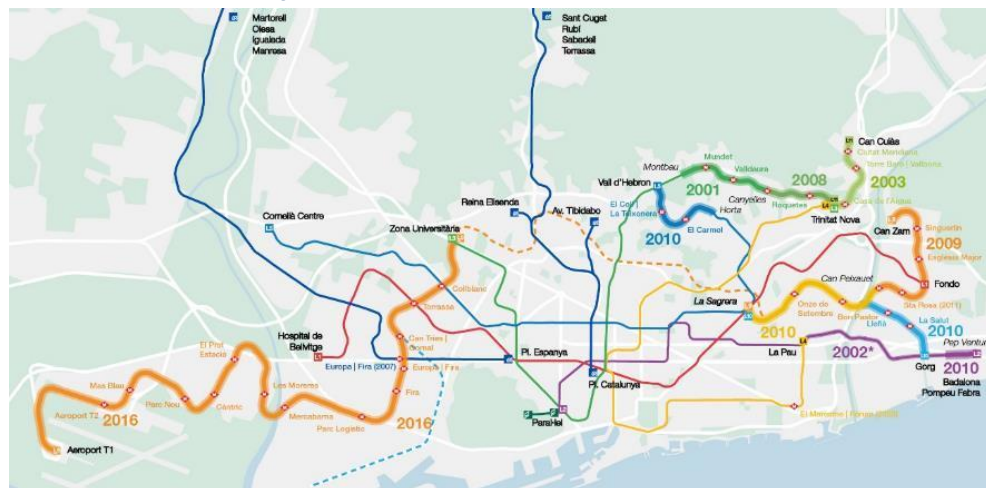 Martorell
Olesa
Igualada
Manresa
Sant Cugat
Rubí
Sabadell
Terrassa
Can Cuiàs
Ciutat Meridiana
Torre Baró | Vallbona
Casa de l'Aigua
2003
Montbau
Mundet
Valldaura
2001
Canyelles
2008
Roquetes
Trinitat Nova
Vall d'Hebron
El Coll |
La Teixonera
Horta
El Carmel
2010
Reina Elisenda
Av. Tibidabo
Cornellà Centre
Zona Universitària
Can Zam
Singuerlín
2009
Església Major
Fondo
Can Peixauet
Sta Rosa (2011)
Collblanc
Torrassa
La Sagrera
Onze de
Setembre
Bon Pastor
2010
La Salut
Llefià
2010
Hospital de
Bellvitge
Can Tries |
Gornal
Pl. Espanya
La Pau
2002*
Pep Ventura
Gorg
2010
Badalona
Pompeu Fabra
El Prat
Estació
Europa | Fira (2007)
Europa | Fira
Pl. Catalunya
Mas Blau
Les Moreres
Fira
Aeroport T2
2016
Parc Nou
Cèntric
Mercabarna
Parc Logístic
2016
Paral·lel
El Maresme | Fòrum
Aeroport T1